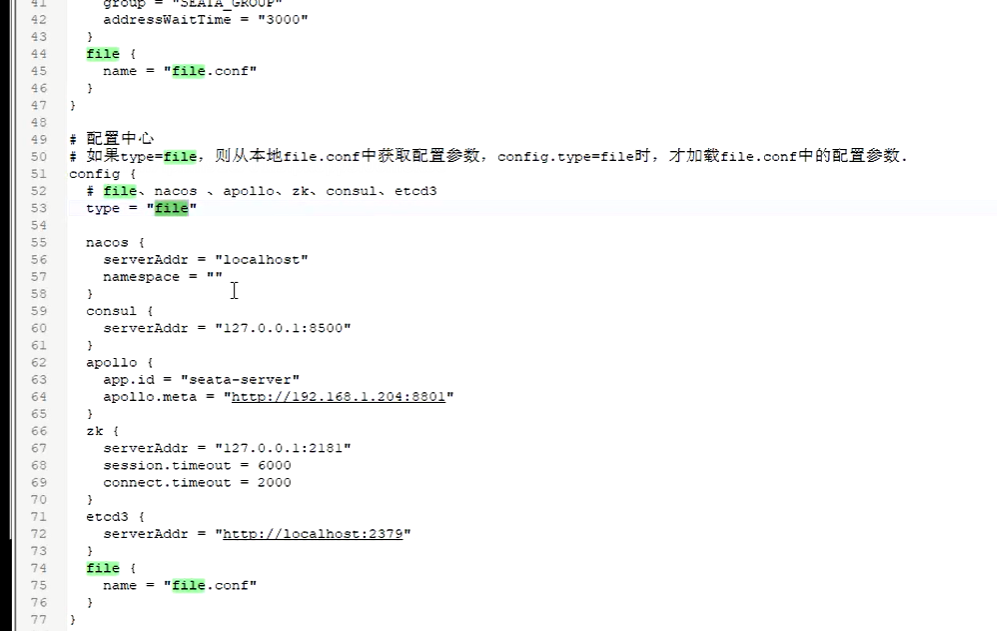 41 group = "SEATA_GROUP"
42 addressWaitTime = "3000"
43 }
44 file {
45 name = "file.conf"
46 }
47 }
48
49 # 配置中心
50 # 如果type=file，则从本地file.conf中获取配置参数，config.type=file时，才加载file.conf中的配置参数.
51 config {
52 # file、nacos 、apollo、zk、consul、etcd3
53 type = "file"
54
55 nacos {
56 serverAddr = "localhost"
57 namespace = ""
58 }
59 consul {
60 serverAddr = "127.0.0.1:8500"
61 }
62 apollo {
63 app.id = "seata-server"
64 apollo.meta = "http://192.168.1.204:8801"
65 }
66 zk {
67 serverAddr = "127.0.0.1:2181"
68 session.timeout = 6000
69 connect.timeout = 2000
70 }
71 etcd3 {
72 serverAddr = "http://localhost:2379"
73 }
74 file {
75 name = "file.conf"
76 }
77 }